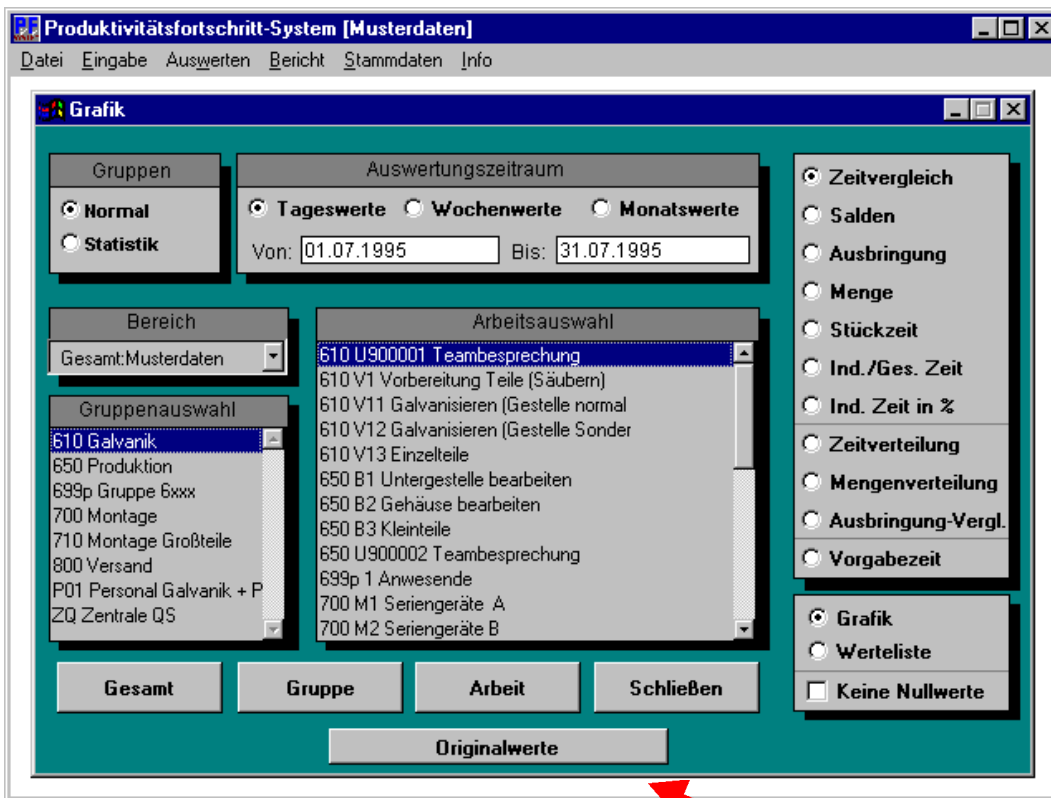 Produktivitätsfortschritt-System [Musterdaten]
Datei Eingabe Auswerten Bericht Stammdaten Info
Grafik
Gruppen
Normal
Statistik
Auswertungszeitraum
Tageswerte Wochenwerte Monatswerte
Von: 01.07.1995 Bis: 31.07.1995
Bereich
Gesamt:Musterdaten
Gruppenauswahl
610 Galvanik
650 Produktion
699p Gruppe 6xxx
700 Montage
710 Montage Großteile
800 Versand
P01 Personal Galvanik + P
ZQ Zentrale QS
Arbeitsauswahl
610 U900001 Teambesprechung
610 V1 Vorbereitung Teile (Säubern)
610 V11 Galvanisieren (Gestelle normal
610 V12 Galvanisieren (Gestelle Sonder
610 V13 Einzelteile
650 B1 Untergestelle bearbeiten
650 B2 Gehäuse bearbeiten
650 B3 Kleinteile
650 U900002 Teambesprechung
699p 1 Anwesende
700 M1 Seriengeräte A
700 M2 Seriengeräte B
Zeitvergleich
Salden
Ausbringung
Menge
Stückzeit
Ind./Ges. Zeit
Ind. Zeit in %
Zeitverteilung
Mengenverteilung
Ausbringung-Vergl.
Vorgabezeit
Grafik
Werteliste
Keine Nullwerte
Gesamt Gruppe Arbeit Schließen
Originalwerte